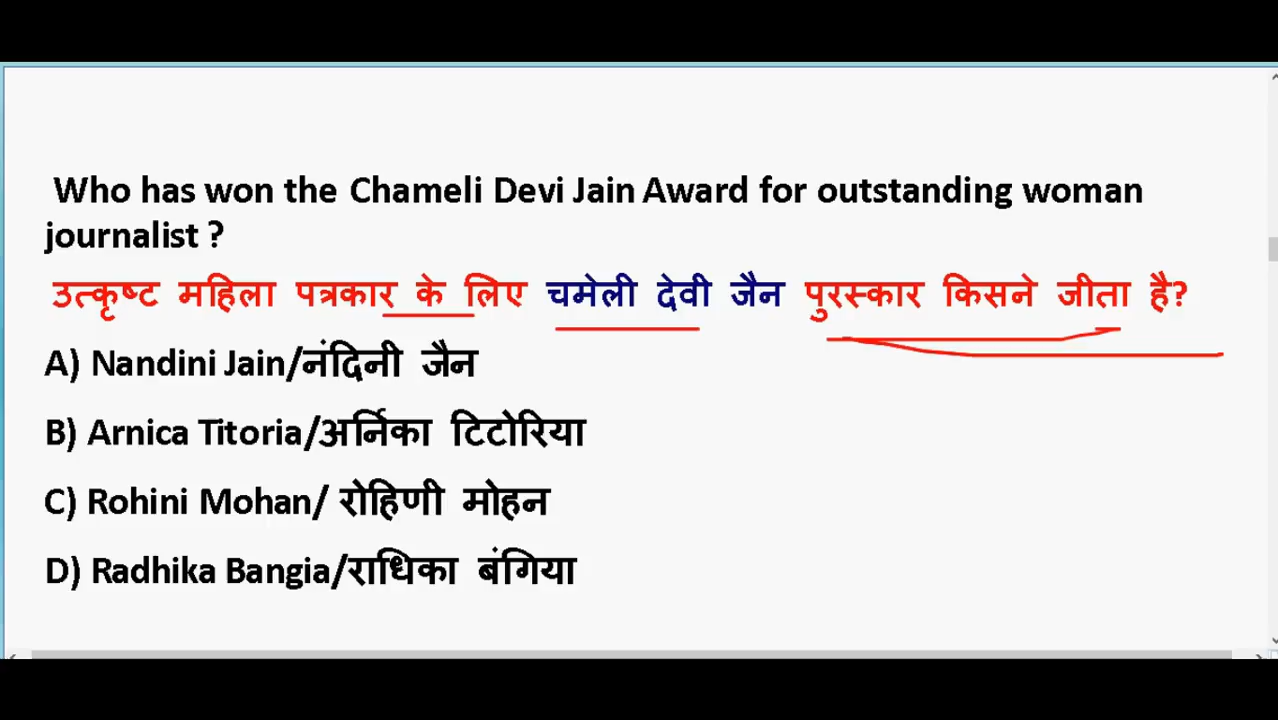 Who has won the Chameli Devi Jain Award for outstanding woman
journalist ?
उत्कृष्ट महिला पत्रकार के लिए चमेली देवी जैन पुरस्कार किसने जीता है?
A) Nandini Jain/नंदिनी जैन
B) Arnica Titoria/अर्निका टिटोरिया
C) Rohini Mohan/ रोहिणी मोहन
D) Radhika Bangia/राधिका बंगिया